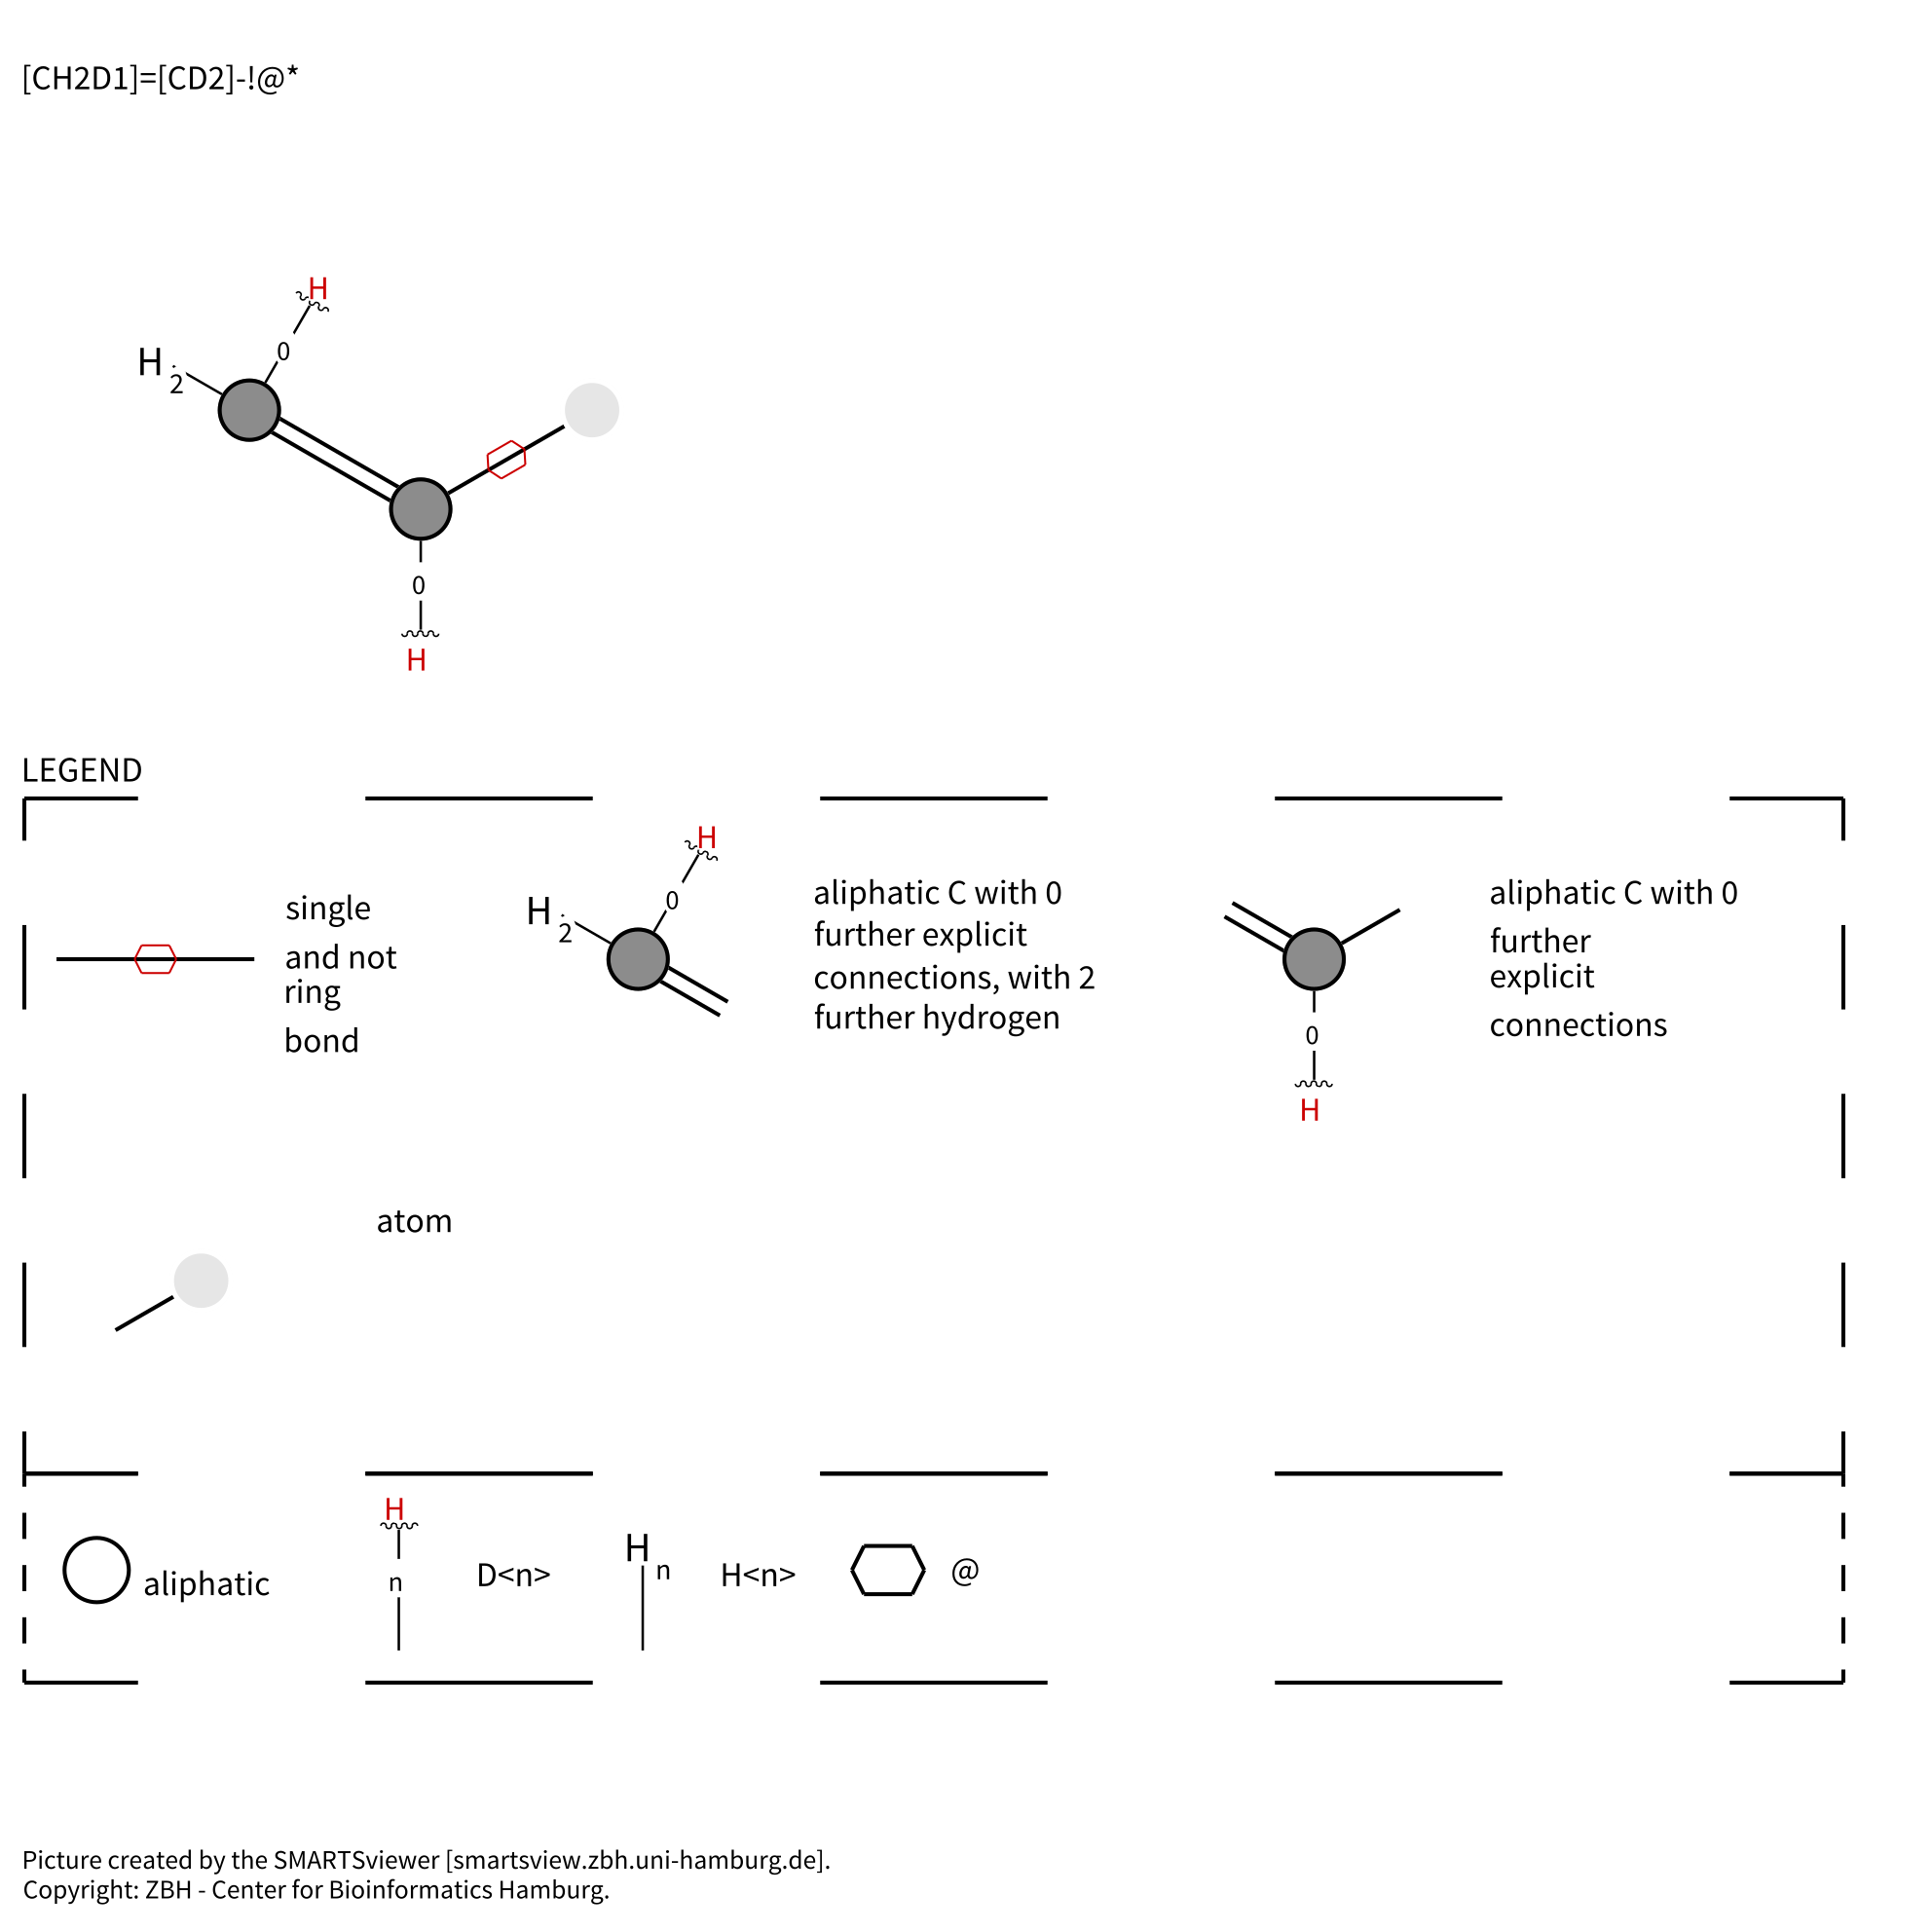 [CH2D1]=[CD2]-!@*
H
0
H 2
0
H
LEGEND
single
and not
ring
bond
H
0
H 2
aliphatic C with 0
further explicit
connections, with 2
further hydrogen
0
H
aliphatic C with 0
further
explicit
connections
atom
aliphatic
H
n
D<n>
H n
H<n>
@
Picture created by the SMARTSviewer [smartsview.zbh.uni-hamburg.de].
Copyright: ZBH - Center for Bioinformatics Hamburg.